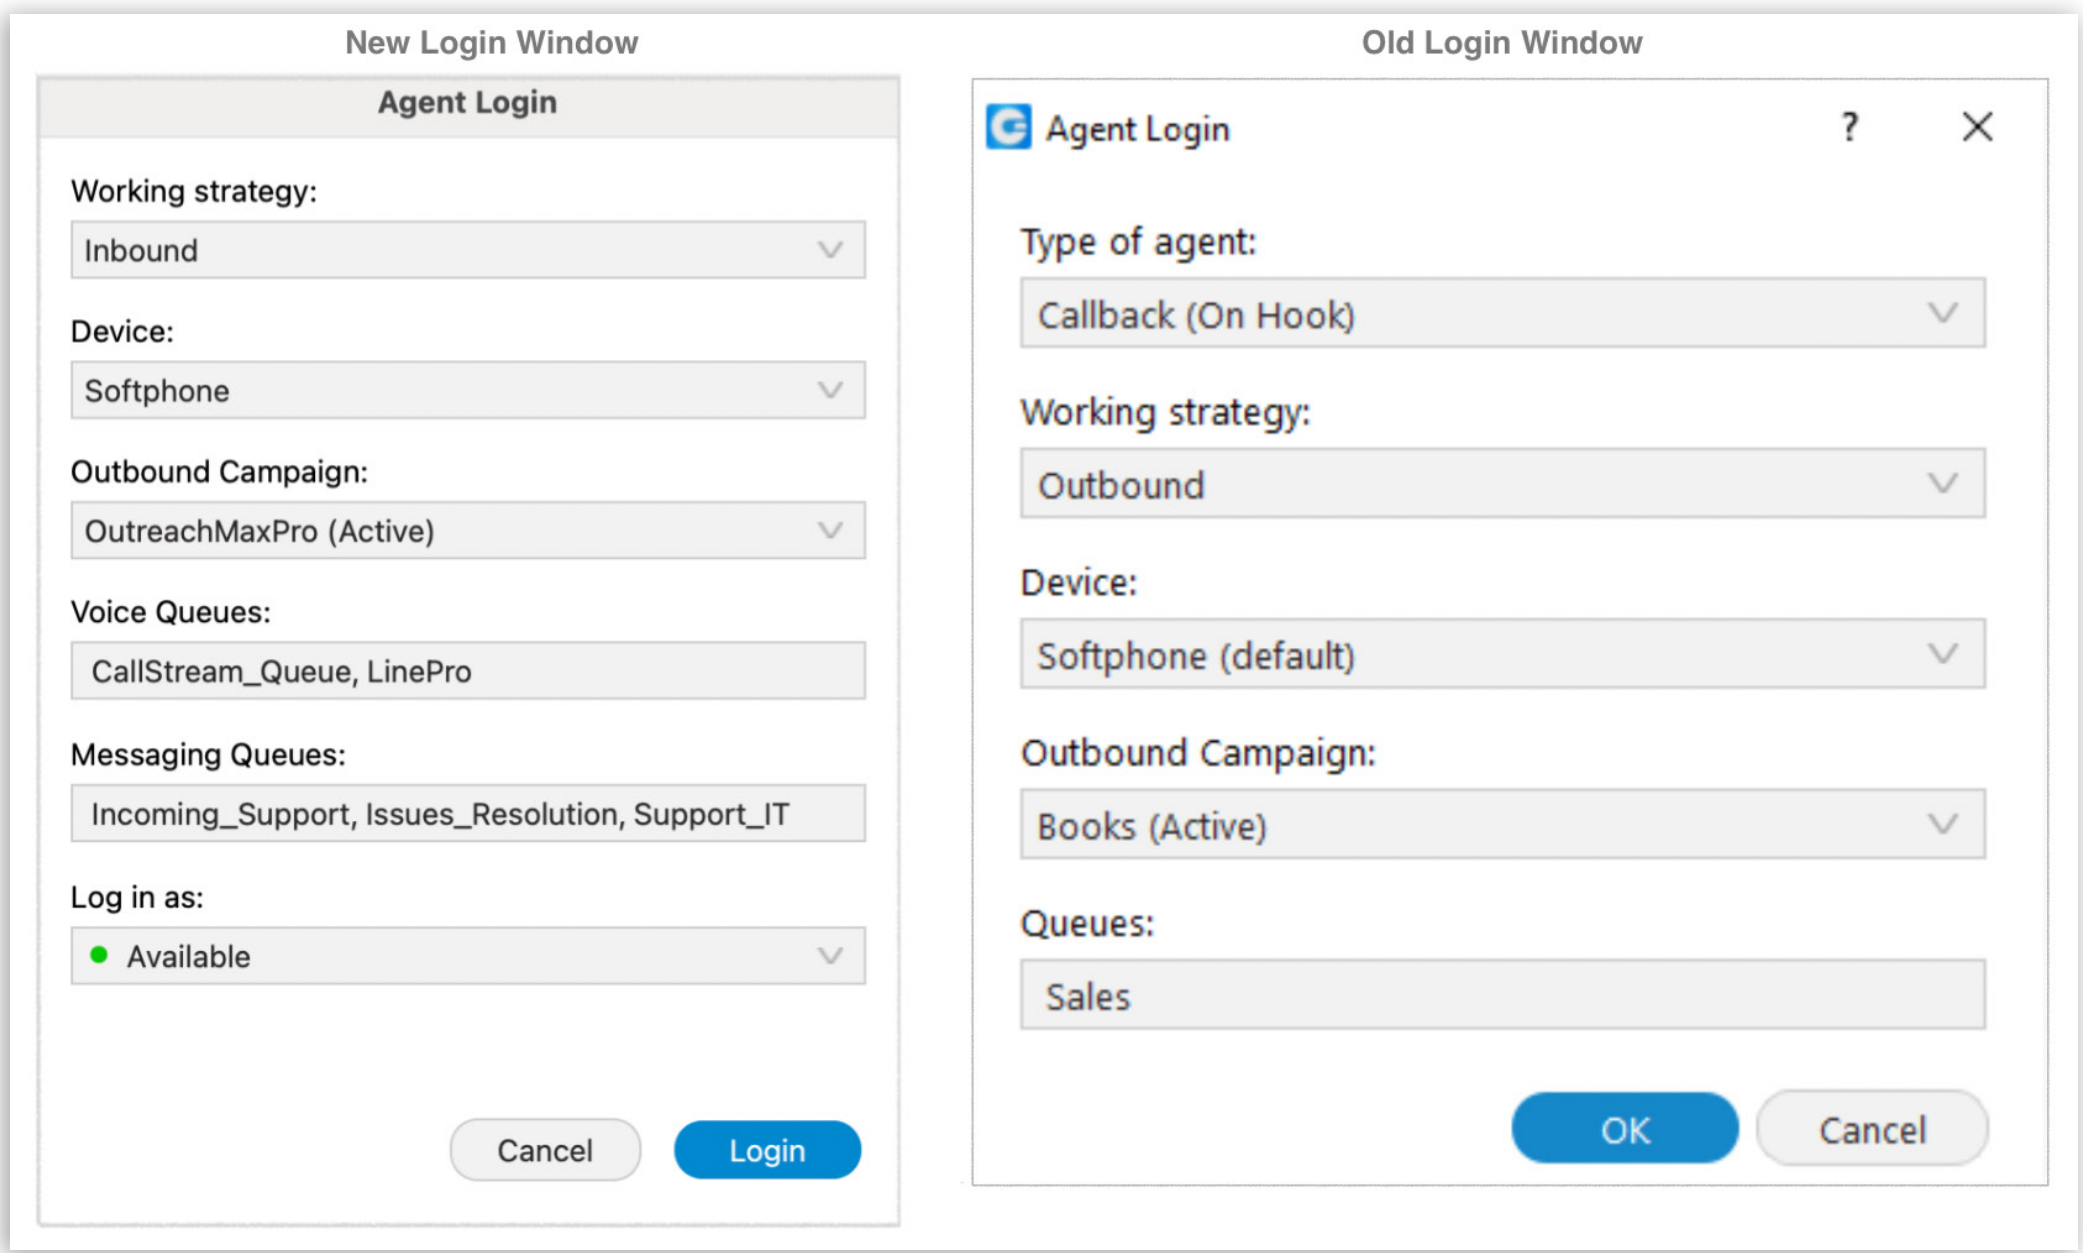 New Login Window
Agent Login
Working strategy:
Inbound
Device:
Softphone
Outbound Campaign:
OutreachMaxPro (Active)
Voice Queues:
CallStream_Queue, LinePro
Messaging Queues:
Incoming_Support, Issues_Resolution, Support_IT
Log in as:
Available
Cancel
Login
Old Login Window
Agent Login
?
Type of agent:
Callback (On Hook)
Working strategy:
Outbound
Device:
Softphone (default)
Outbound Campaign:
Books (Active)
Queues:
Sales
OK
Cancel